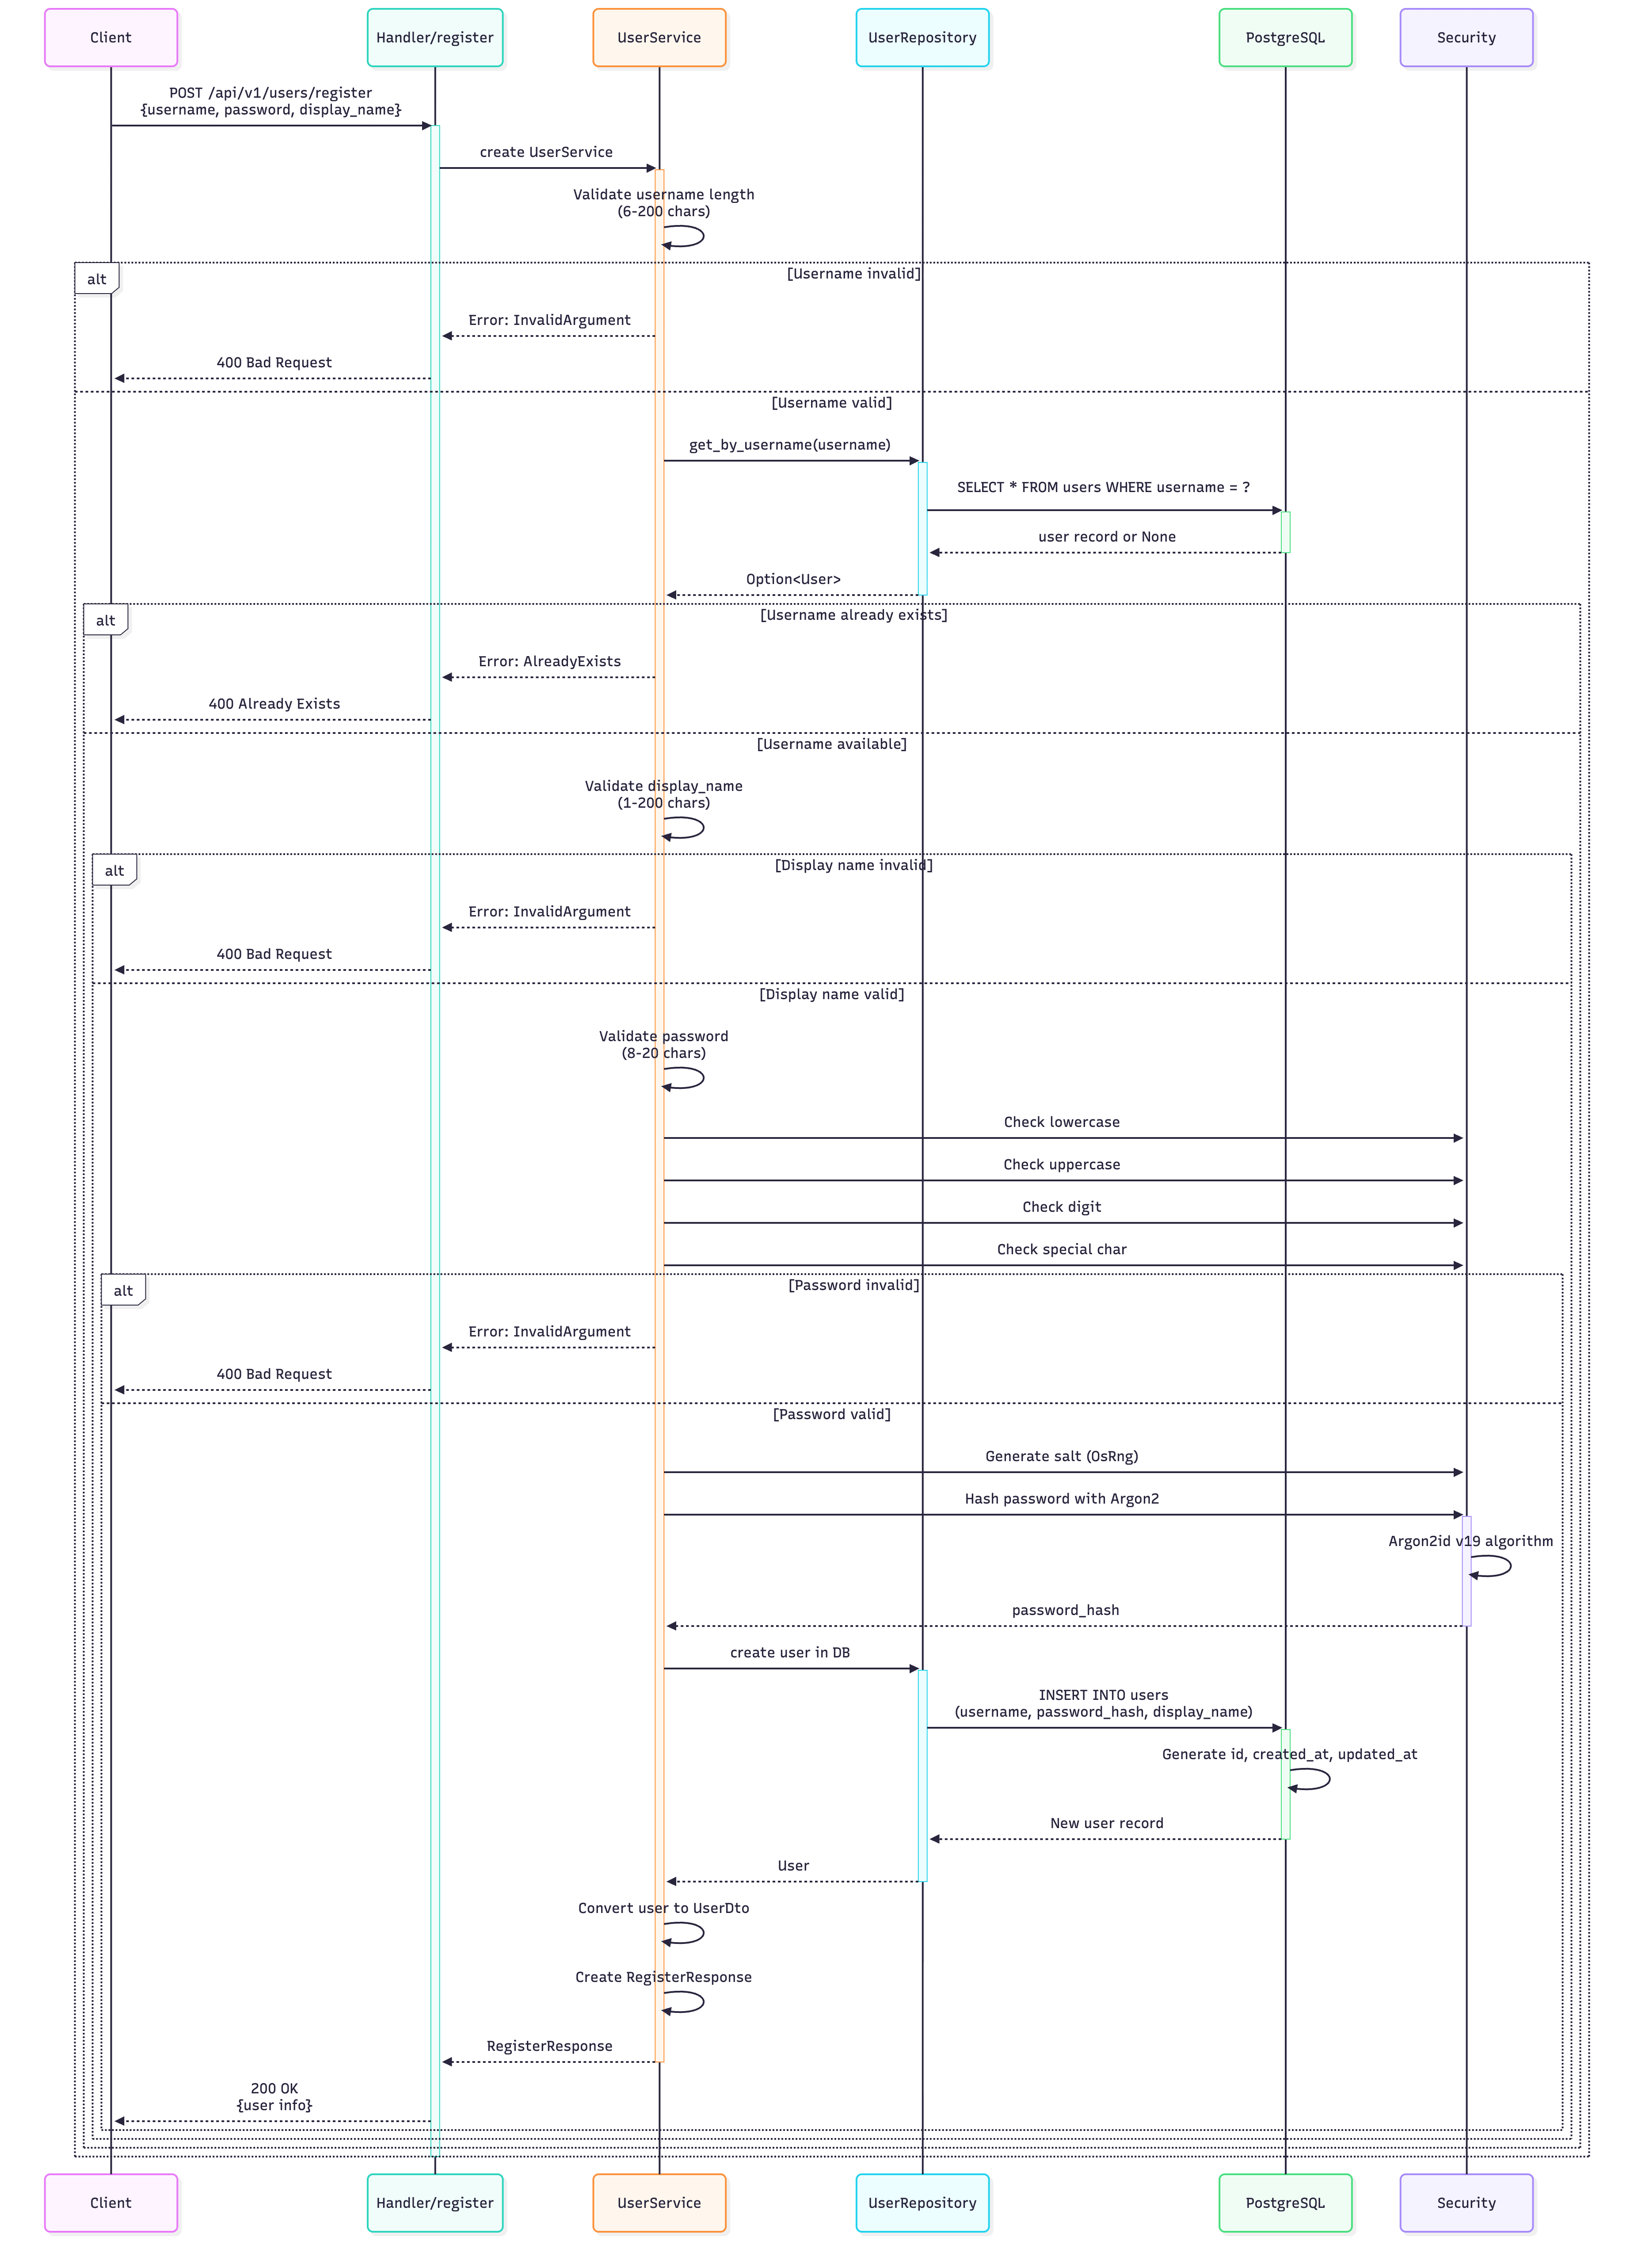 Client
Handler/register
UserService
UserRepository
PostgreSQL
Security
POST /api/v1/users/register
{username, password, display_name}
create UserService
Validate username length
(6-200 chars)
alt
[Username invalid]
Error: InvalidArgument
400 Bad Request
[Username valid]
get_by_username(username)
SELECT * FROM users WHERE username = ?
user record or None
Option<User>
alt
[Username already exists]
Error: AlreadyExists
400 Already Exists
[Username available]
Validate display_name
(1-200 chars)
alt
[Display name invalid]
Error: InvalidArgument
400 Bad Request
[Display name valid]
Validate password
(8-20 chars)
Check lowercase
Check uppercase
Check digit
Check special char
alt
[Password invalid]
Error: InvalidArgument
400 Bad Request
[Password valid]
Generate salt (OsRng)
Hash password with Argon2
Argon2id v19 algorithm
password_hash
create user in DB
INSERT INTO users
(username, password_hash, display_name)
Generate id, created_at, updated_at
New user record
User
Convert user to UserDto
Create RegisterResponse
RegisterResponse
200 OK
{user info}
Client
Handler/register
UserService
UserRepository
PostgreSQL
Security